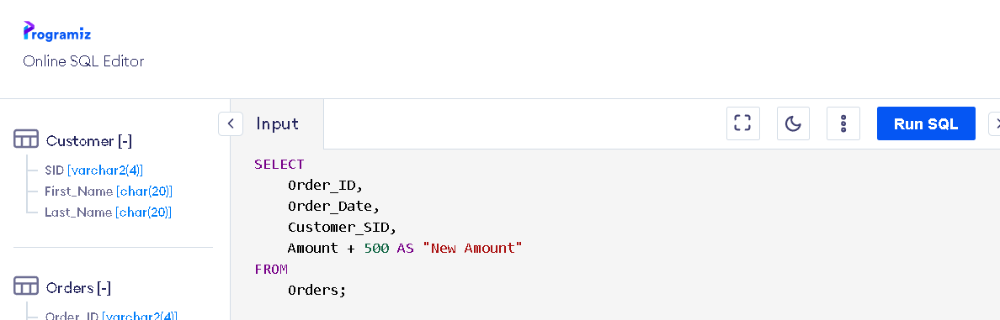 Programiz
Online SQL Editor
Input
Run SQL
Customer [-]
SID [varchar2(4)]
First_Name [char(20)]
Last_Name [char(20)]
Orders [-]
Order_ID [varchar2(4)]
SELECT
Order_ID,
Order_Date,
Customer_SID,
Amount + 500 AS "New Amount"
FROM
Orders;